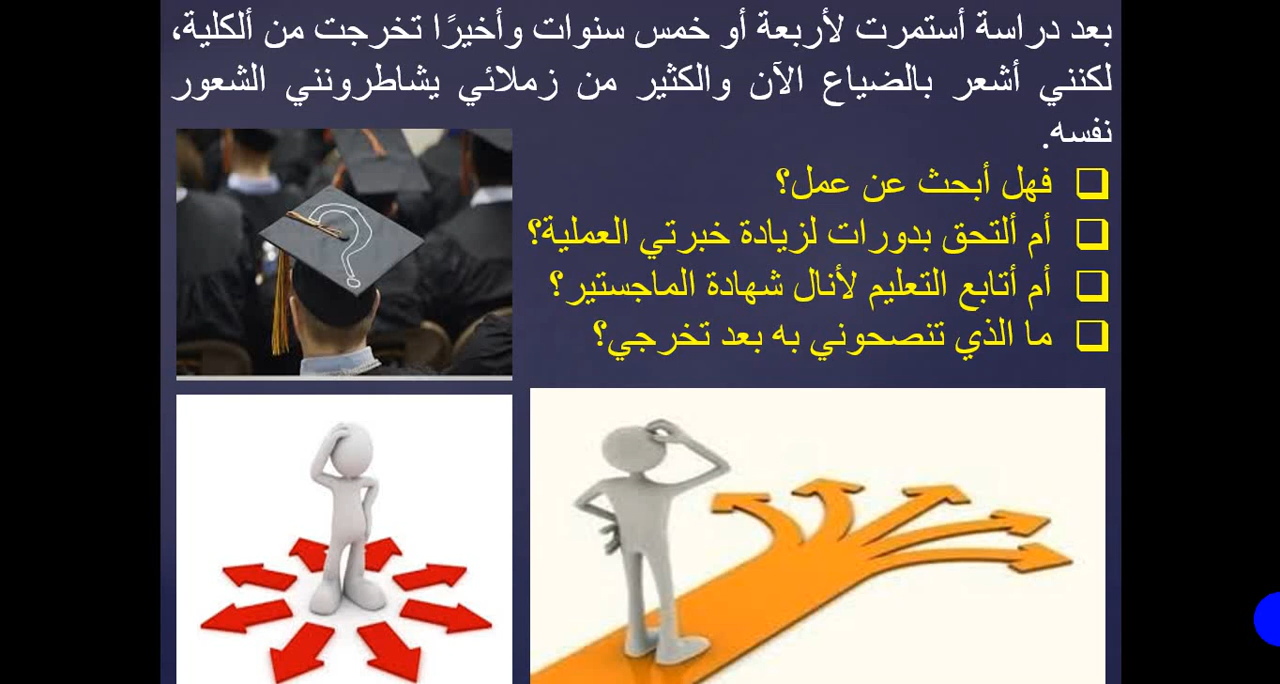 بعد دراسة أستمرت لأربعة أو خمس سنوات وأخيرًا تخرجت من ألكلية،
لكنني أشعر بالضياع الآن والكثير من زملائي يشاطرونني الشعور
نفسه.
فهل أبحث عن عمل؟
أم ألتحق بدورات لزيادة خبرتي العملية؟
أم أتابع التعليم لأنال شهادة الماجستير؟
ما الذي تنصحوني به بعد تخرجي؟